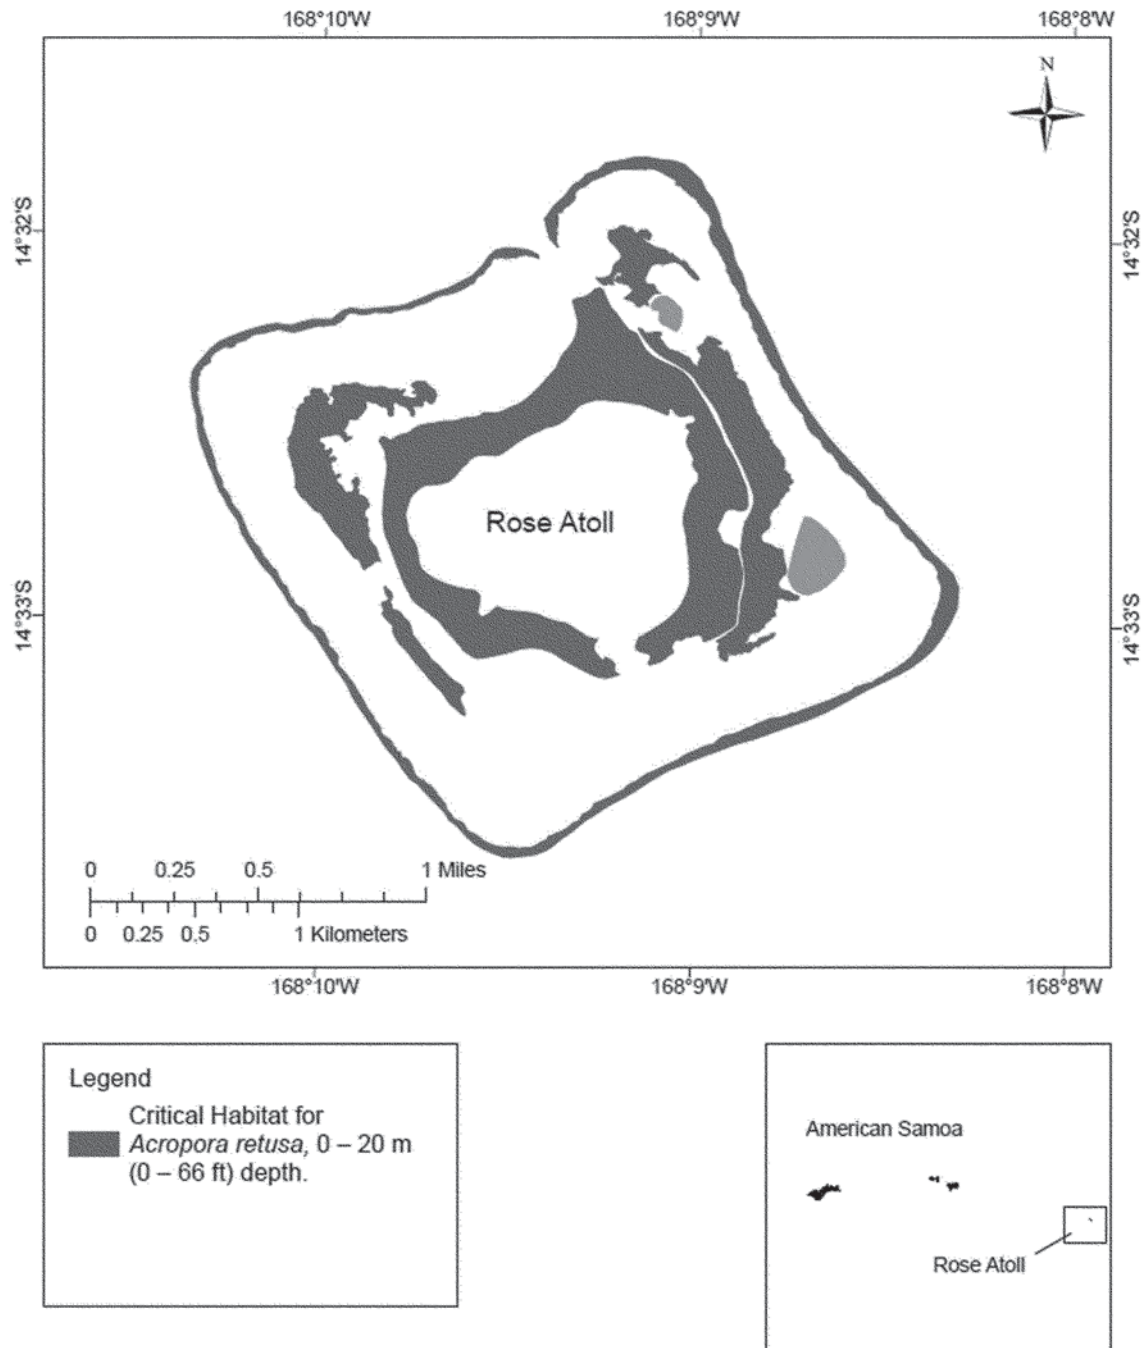 168°10'W 168°9'W 168°8'W
N
14°32'S 14°32'S
Rose Atoll
14°33'S 14°33'S
0 0.25 0.5 1 Miles
0 0.25 0.5 1 Kilometers
168°10'W 168°9'W 168°8'W
Legend
Critical Habitat for
Acropora retusa, 0 – 20 m
(0 – 66 ft) depth.
American Samoa
Rose Atoll